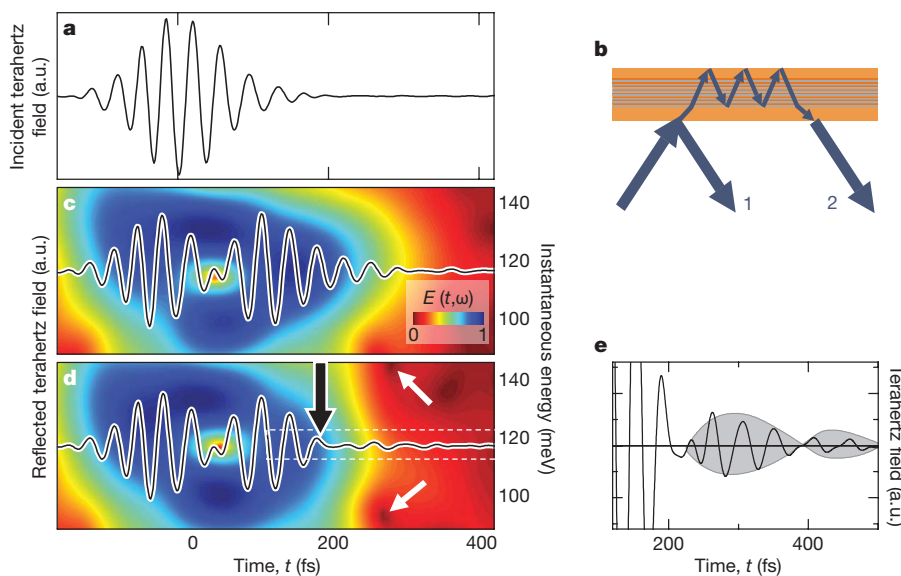 a
Incident terahertz
field (a.u.)
b
1
2
c
140
120
100
E (t,ω)
0
1
d
140
120
100
Reflected terahertz field (a.u.)
Instantaneous energy (meV)
0
200
400
Time, t (fs)
e
Teranertz field (a.u.)
200
400
Time, t (fs)